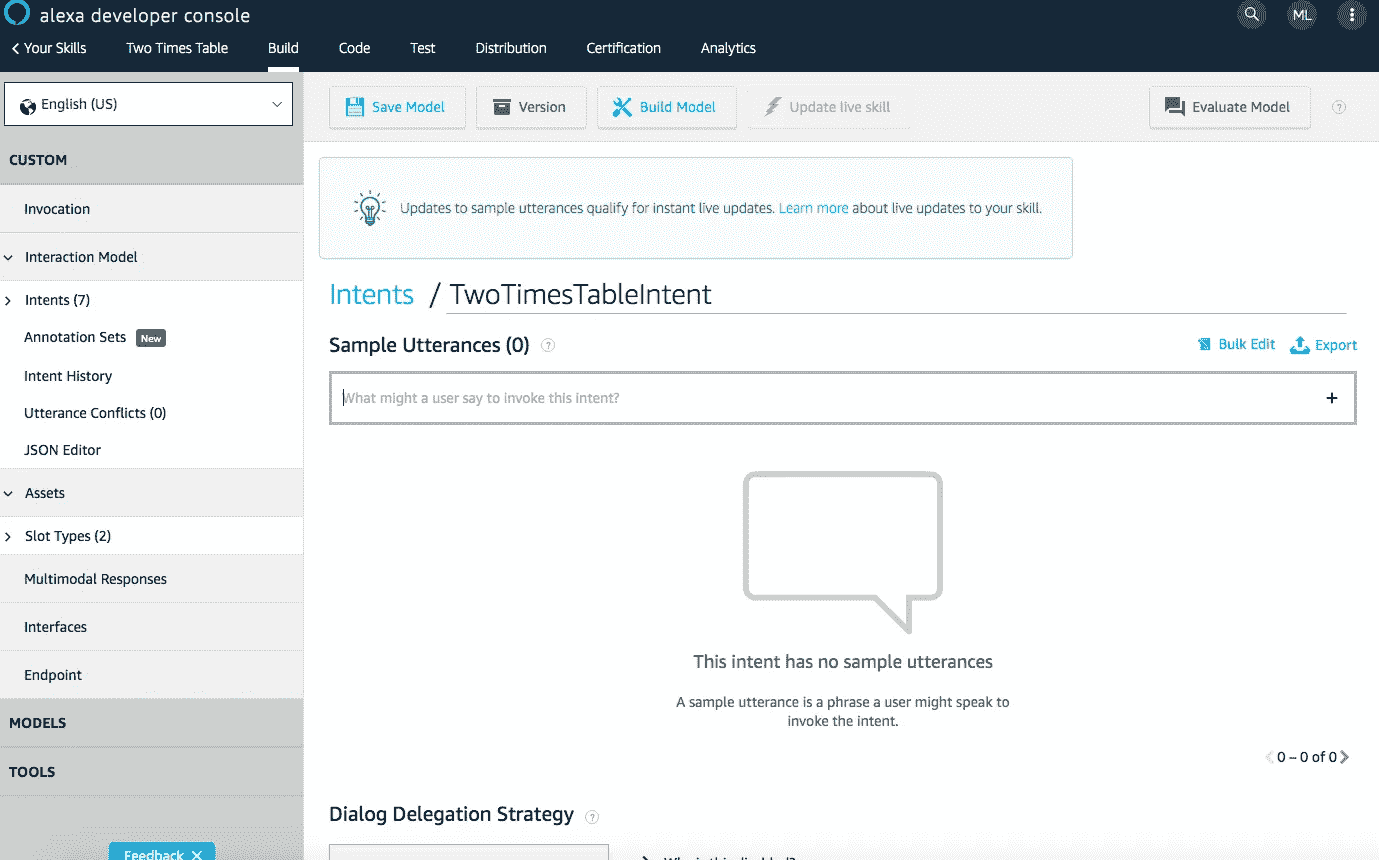 alexa developer console
ML
Your Skills Two Times Table Build Code Test Distribution Certification Analytics
English (US)
Save Model Version Build Model Update live skill Evaluate Model ?
CUSTOM
Invocation
Updates to sample utterances qualify for instant live updates. Learn more about live updates to your skill.
Interaction Model
Intents (7)
Intents / TwoTimesTableIntent
Annotation Sets New
Sample Utterances (0) ?
Bulk Edit Export
Intent History
What might a user say to invoke this intent? +
Utterance Conflicts (0)
JSON Editor
Assets
Slot Types (2)
Multimodal Responses
Interfaces
Endpoint
This intent has no sample utterances
A sample utterance is a phrase a user might speak to
invoke the intent.
MODELS
0 – 0 of 0
TOOLS
Dialog Delegation Strategy ?
Feedback X
Why is this disabled?